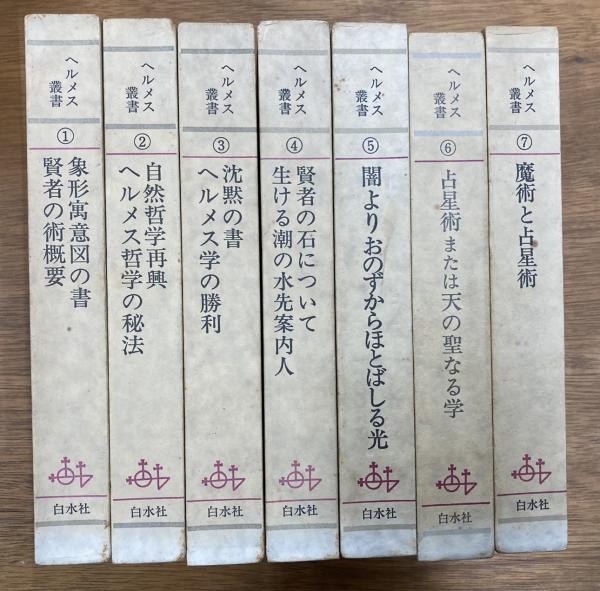 ヘルメス
叢書
①
象形寓意図の書
賢者の術概要
白水社
ヘルメス
叢書
②
自然哲学再興
ヘルメス哲学の秘法
白水社
ヘルメス
叢書
③
沈黙の書
ヘルメス学の勝利
白水社
ヘルメス
叢書
④
賢者の石について
生ける潮の水先案内人
白水社
ヘルメス
叢書
⑤
闇よりおのずからほとばしる光
白水社
ヘルメス
叢書
⑥
占星術または天の聖なる学
白水社
ヘルメス
叢書
⑦
魔術と占星術
白水社